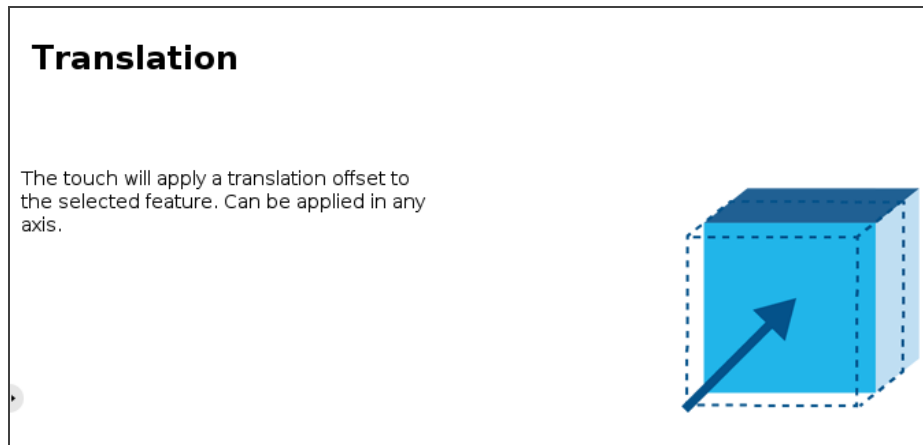 Translation
The touch will apply a translation offset to
the selected feature. Can be applied in any
axis.